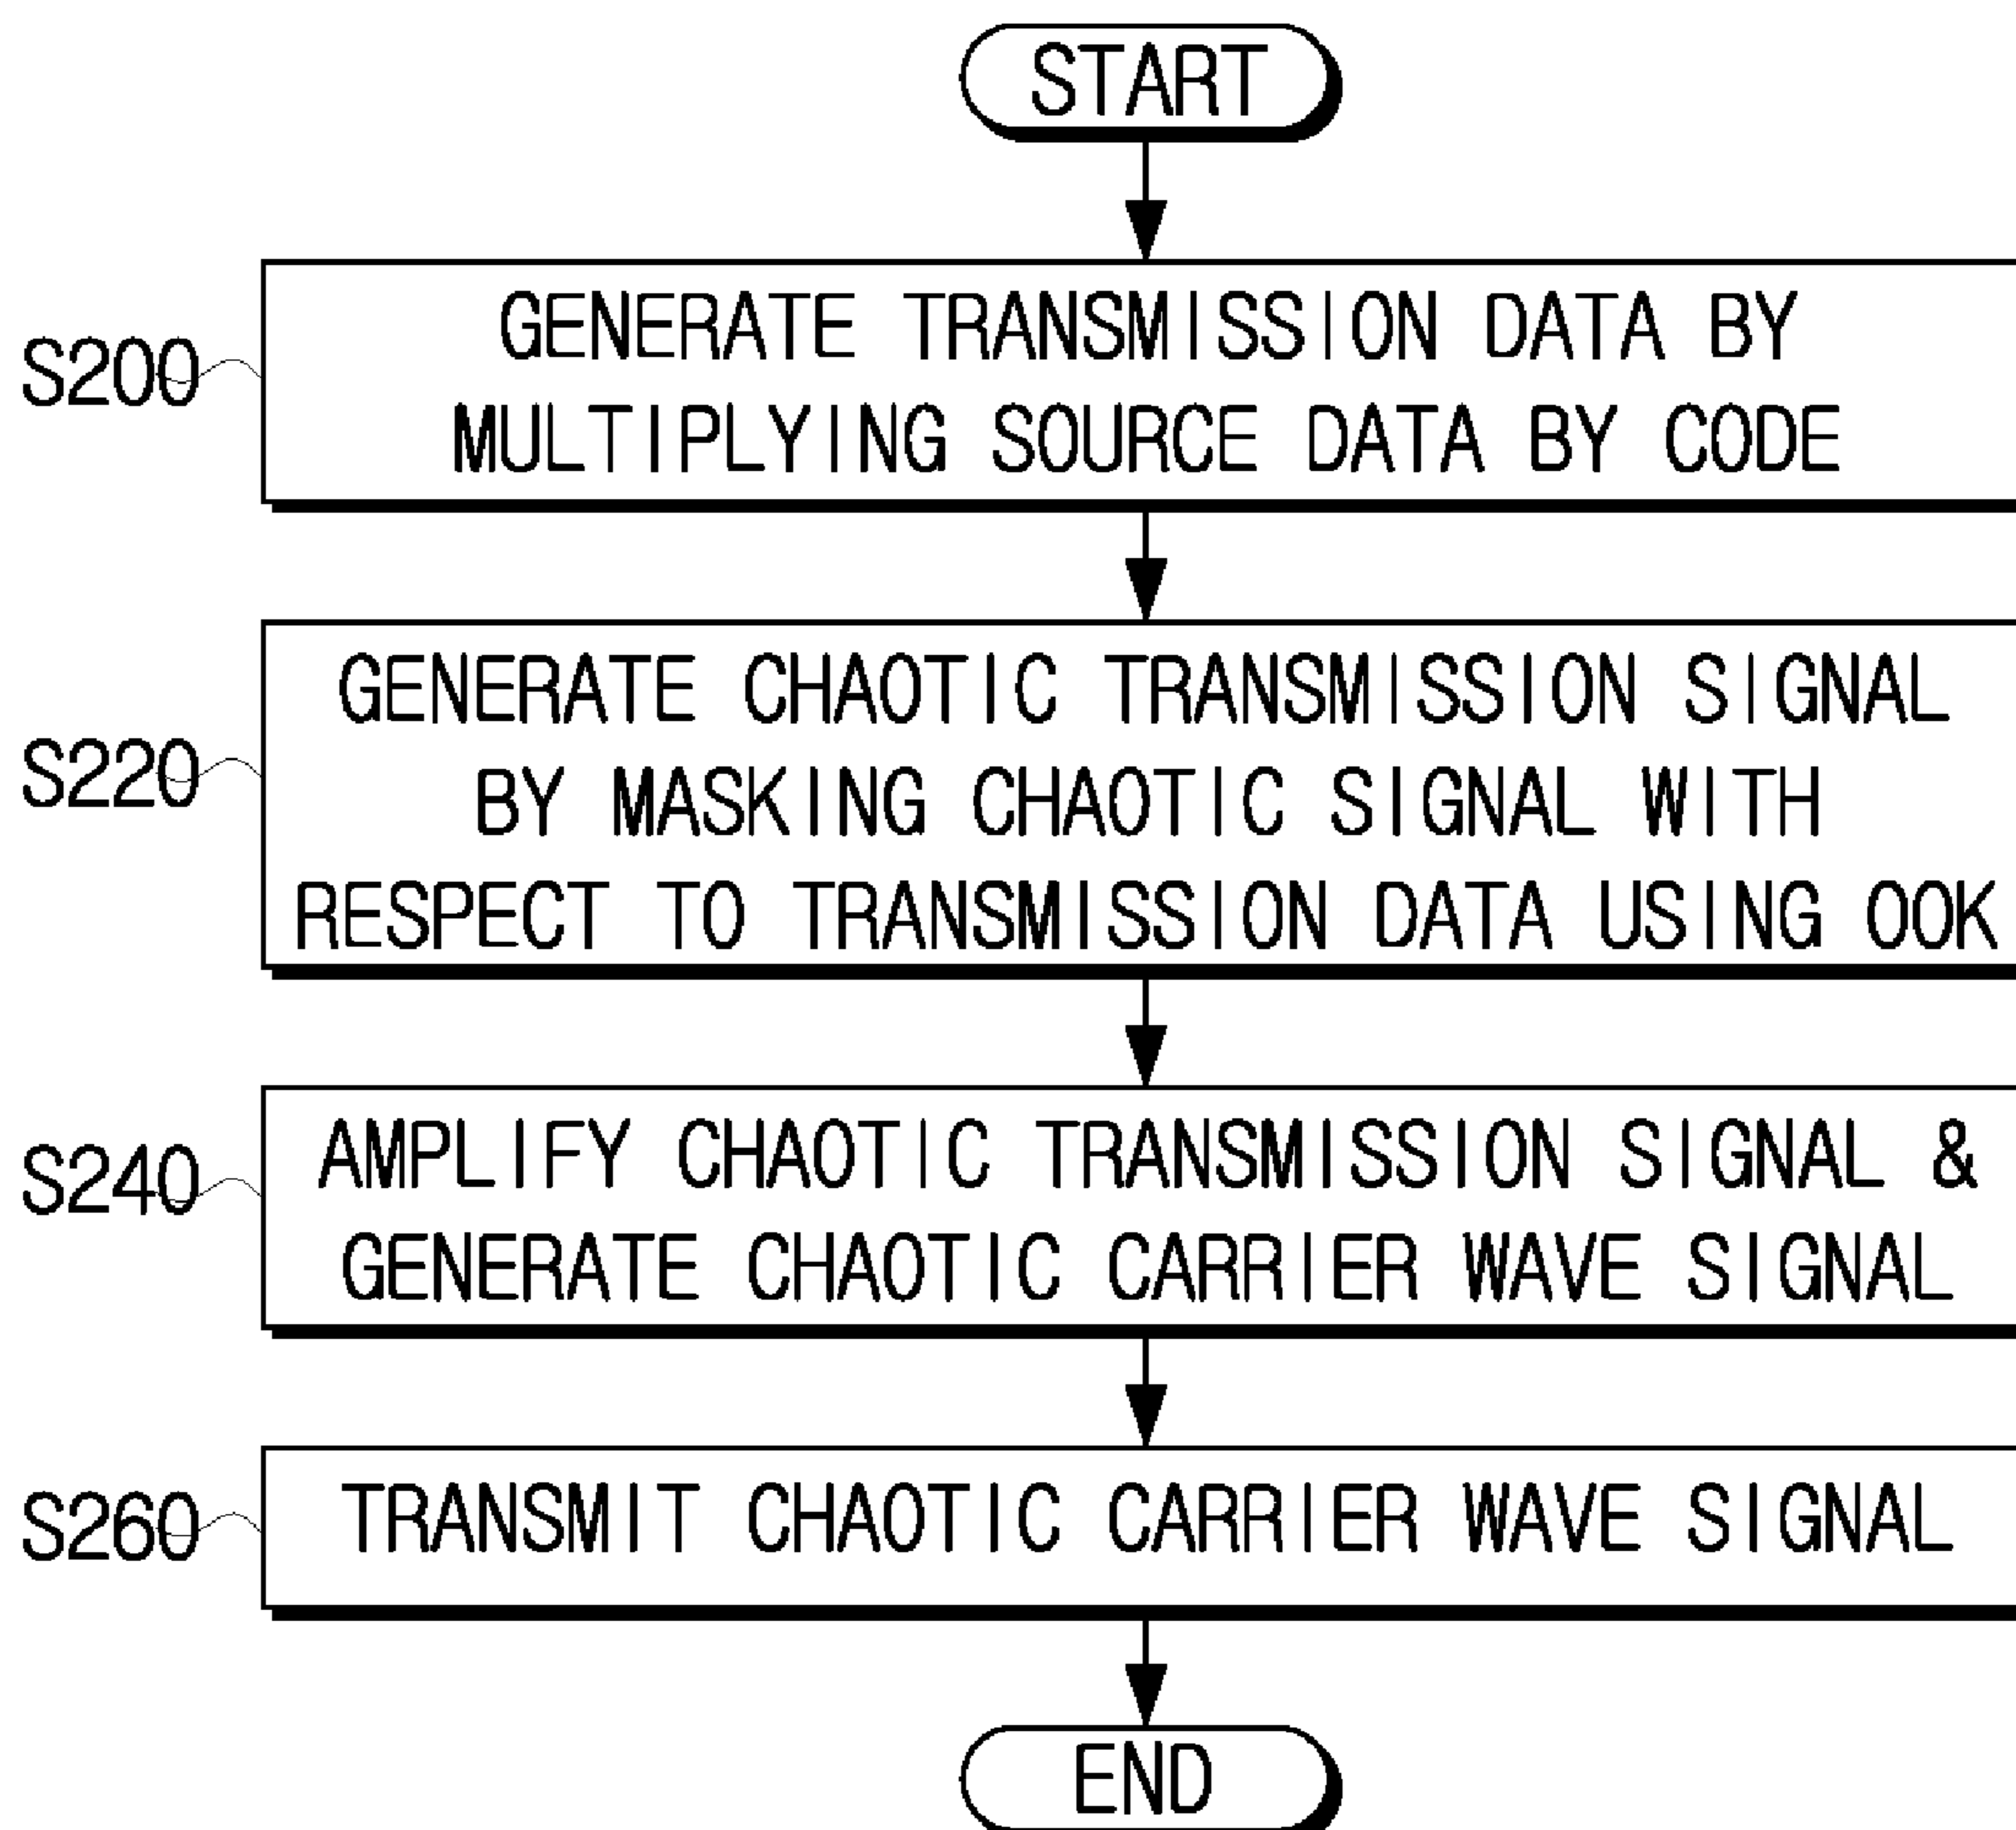 START
S200
GENERATE TRANSMISSION DATA BY
MULTIPLYING SOURCE DATA BY CODE
S220
GENERATE CHAOTIC TRANSMISSION SIGNAL
BY MASKING CHAOTIC SIGNAL WITH
RESPECT TO TRANSMISSION DATA USING OOK
S240
AMPLIFY CHAOTIC TRANSMISSION SIGNAL &
GENERATE CHAOTIC CARRIER WAVE SIGNAL
S260
TRANSMIT CHAOTIC CARRIER WAVE SIGNAL
END